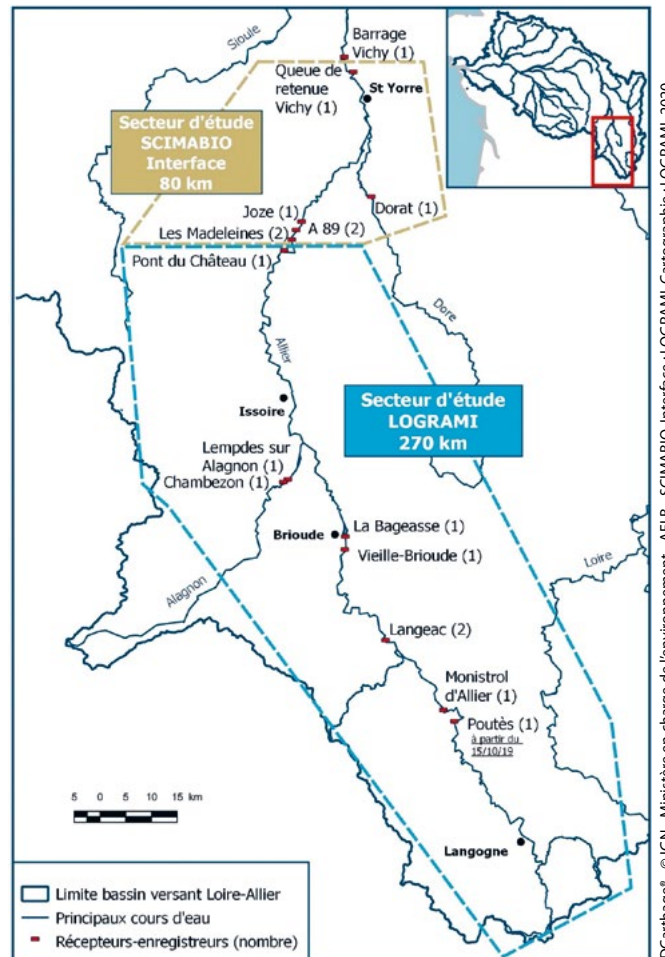 Barrage
Vichy (1)
Sioule
Queue de
retenue
Vichy (1)
St Yorre
Secteur d'étude
SCIMABIO
Interface
80 km
Joze (1)
Dorat (1)
Les Madeleines (2)
A 89 (2)
Pont du Château (1)
Dore
Allier
Issoire
Secteur d'étude
LOGRAMI
270 km
Lempdes sur
Alagnon (1)
Chambezon (1)
La Bageasse (1)
Brioude
Vieille-Brioude (1)
Loire
Alagnon
Langeac (2)
Monistrol
d'Allier (1)
Poutès (1)
à partir du
15/10/19
5 0 5 10 15 km
Langogne
Limite bassin versant Loire-Allier
Principaux cours d'eau
Récepteurs-enregistreurs (nombre)
DCarthage® ©IGN - Ministère en charge de l'environnement - AELB - SCIMABIO Interface ; LOGRAMI. Cartographie : LOGRAMI, 2020